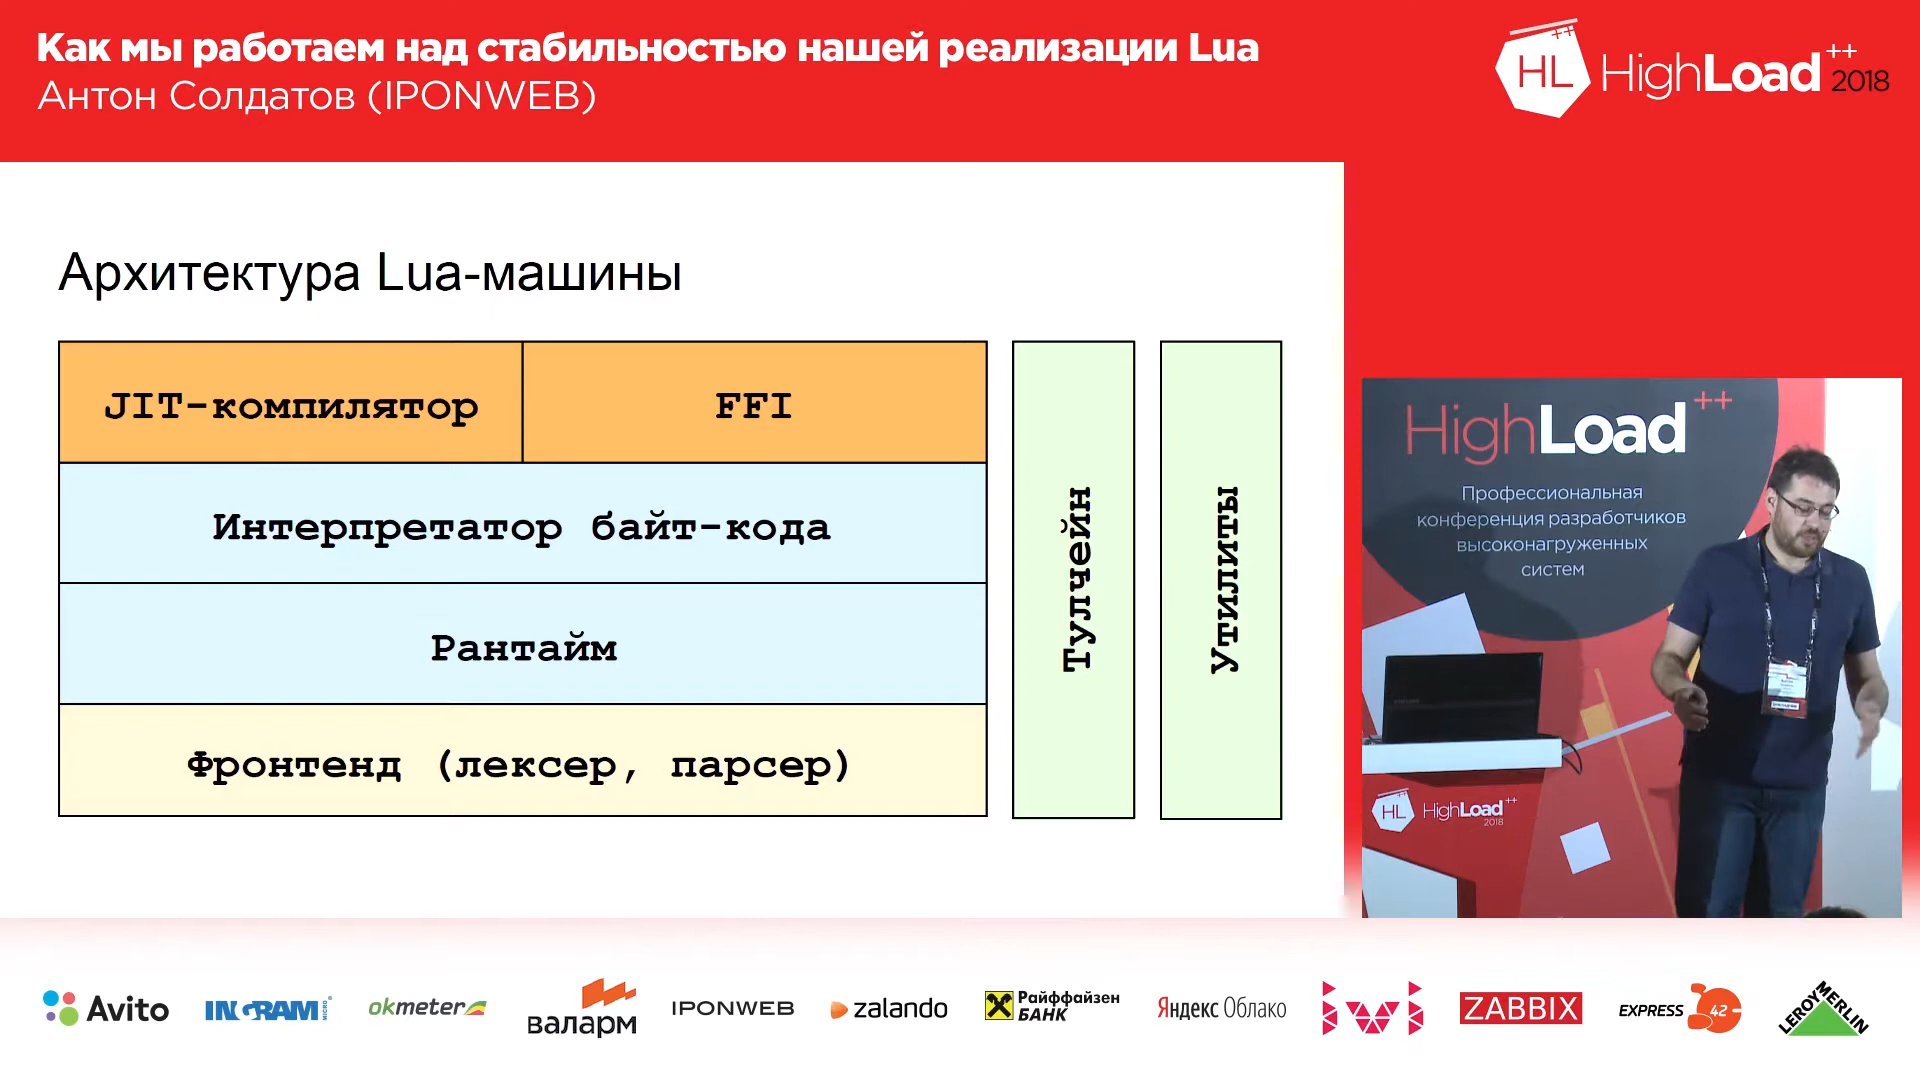 Как мы работаем над стабильностью нашей реализации Lua
Антон Солдатов (IPONWEB)
HL
HighLoad++ 2018
Архитектура Lua-машины
JIT-компилятор
FFI
Интерпретатор байт-кода
Рантайм
Фронтенд (лексер, парсер)
Тулчейн
Утилиты
HighLoad++
Профессиональная
конференция разработчиков
высоконагруженных
систем
HL
HighLoad++
2018
Avito
INGRAM MICRO
okmeter
валарм
IPONWEB
zalando
Райффайзен
БАНК
Яндекс Облако
ivi
ZABBIX
EXPRESS 42
LEROY MERLIN